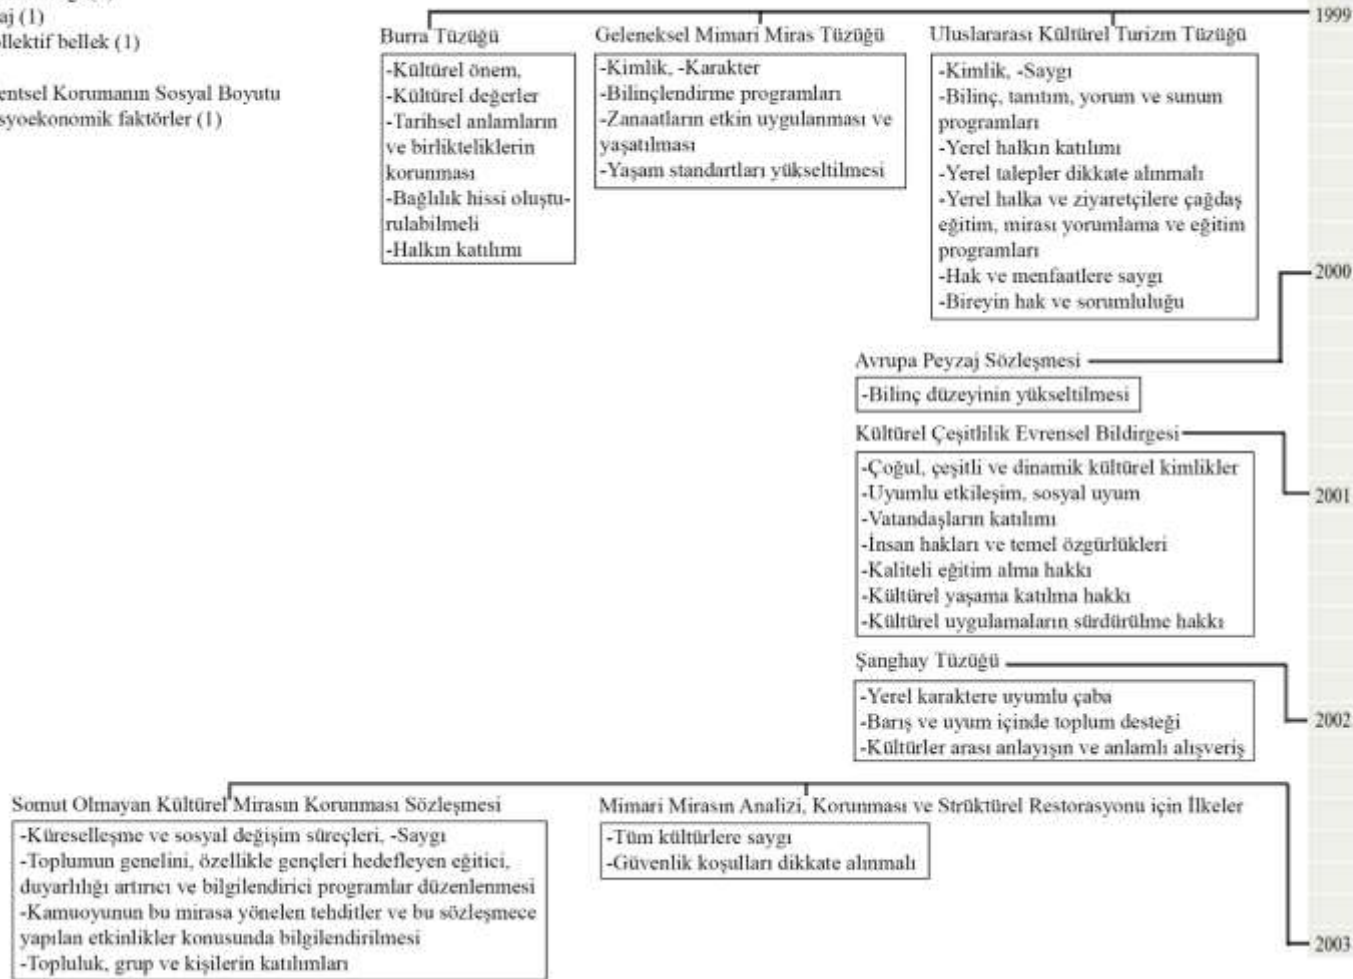 aj (1)
llektif bellek (1)
entsel Korumanın Sosyal Boyutu
syoekonomik faktörler (1)
1999
Burra Tüzüğü
-Kültürel önem,
-Kültürel değerler
-Tarihsel anlamların
ve birlikteliklerin
korunması
-Bağlılık hissi oluştu-
rulabilmeli
-Halkın katılımı
Geleneksel Mimari Miras Tüzüğü
-Kimlik, -Karakter
-Bilinçlendirme programları
-Zanaatların etkin uygulanması ve
yaşatılması
-Yaşam standartları yükseltilmesi
Uluslararası Kültürel Turizm Tüzüğü
-Kimlik, -Saygı
-Bilinç, tanıtım, yorum ve sunum
programları
-Yerel halkın katılımı
-Yerel talepler dikkate alınmalı
-Yerel halka ve ziyaretçilere çağdaş
eğitim, mirası yorumlama ve eğitim
programları
-Hak ve menfaatlere saygı
-Bireyin hak ve sorumluluğu
2000
Avrupa Peyzaj Sözleşmesi
-Bilinç düzeyinin yükseltilmesi
Kültürel Çeşitlilik Evrensel Bildirgesi
-Çoğul, çeşitli ve dinamik kültürel kimlikler
-Uyumlu etkileşim, sosyal uyum
-Vatandaşların katılımı
-İnsan hakları ve temel özgürlükleri
-Kaliteli eğitim alma hakkı
-Kültürel yaşama katılma hakkı
-Kültürel uygulamaların sürdürülme hakkı
2001
Şanghay Tüzüğü
-Yerel karaktere uyumlu çaba
-Barış ve uyum içinde toplum desteği
-Kültürler arası anlayışın ve anlamlı alışveriş
2002
Somut Olmayan Kültürel Mirasın Korunması Sözleşmesi
-Küreselleşme ve sosyal değişim süreçleri, -Saygı
-Toplumun genelini, özellikle gençleri hedefleyen eğitici,
duyarlılığı artırıcı ve bilgilendirici programlar düzenlenmesi
-Kamuoyunun bu mirasa yönelen tehditler ve bu sözleşmece
yapılan etkinlikler konusunda bilgilendirilmesi
-Topluluk, grup ve kişilerin katılımları
Mimari Mirasın Analizi, Korunması ve Strüktürel Restorasyonu için İlkeler
-Tüm kültürlere saygı
-Güvenlik koşulları dikkate alınmalı
2003